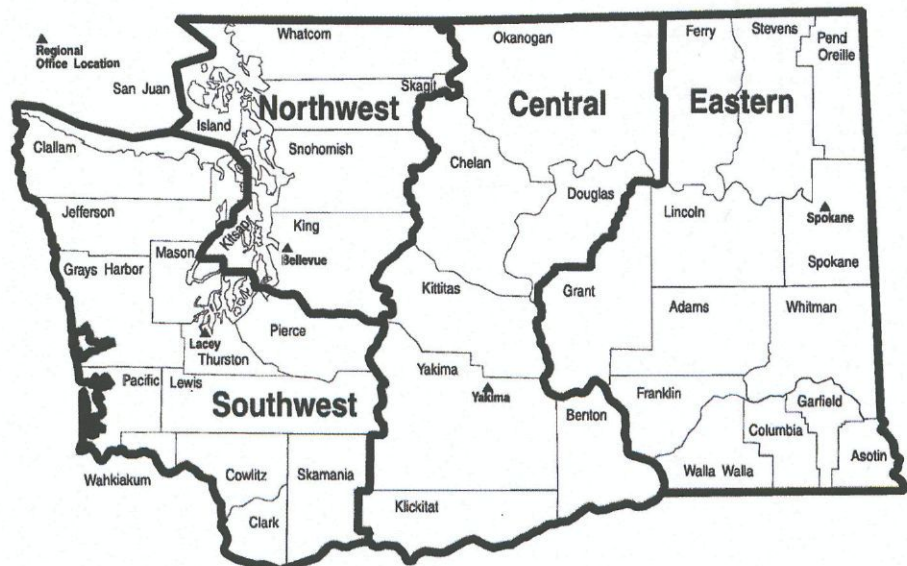 Whatcom
Okanogan
Ferry
Stevens
Pend
Oreille
Regional
Office Location
San Juan
Skagit
Northwest
Central
Eastern
Island
Clallam
Snohomish
Chelan
Douglas
Jefferson
Lincoln
King
Kitsap
Spokane
Mason
Bellevue
Spokane
Grays Harbor
Kittitas
Grant
Adams
Whitman
Pierce
Lacey
Thurston
Yakima
Pacific
Lewis
Yakima
Franklin
Garfield
Southwest
Benton
Columbia
Asotin
Wahkiakum
Cowlitz
Skamania
Walla Walla
Klickitat
Clark